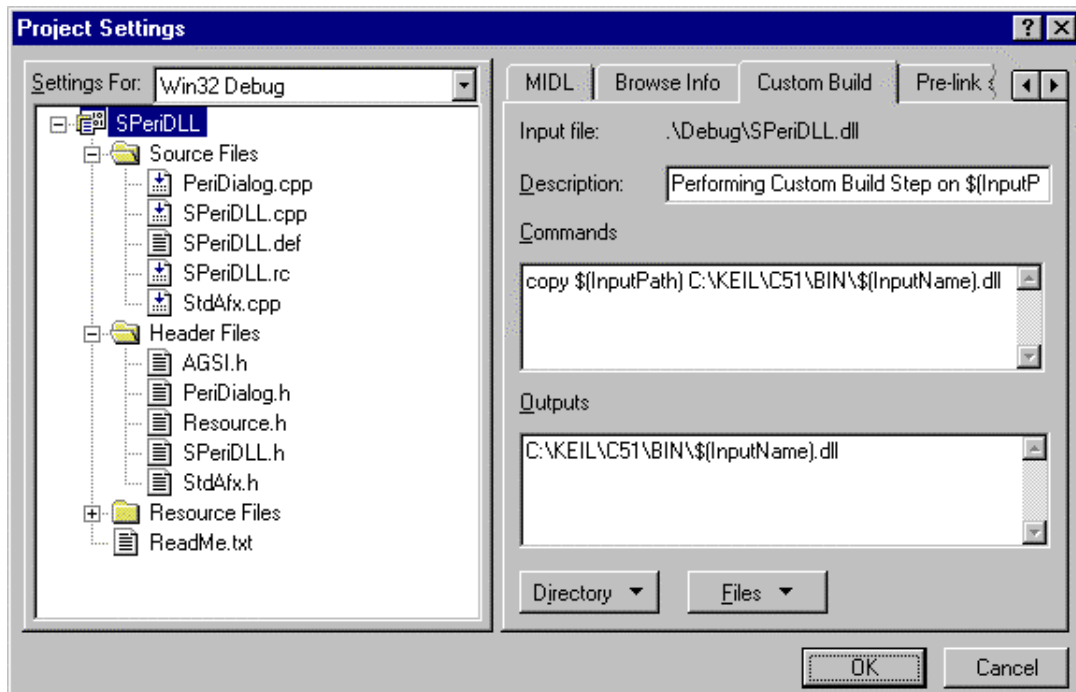 Project Settings
Settings For: Win32 Debug
SPeriDLL
Source Files
PeriDialog.cpp
SPeriDLL.cpp
SPeriDLL.def
SPeriDLL.rc
StdAfx.cpp
Header Files
AGSI.h
PeriDialog.h
Resource.h
SPeriDLL.h
StdAfx.h
Resource Files
ReadMe.txt
MIDL Browse Info Custom Build Pre-link
Input file: .\Debug\SPeriDLL.dll
Description: Performing Custom Build Step on $(InputP
Commands
copy $(InputPath) C:\KEIL\C51\BIN\$(InputName).dll
Outputs
C:\KEIL\C51\BIN\$(InputName).dll
Directory Files
OK Cancel